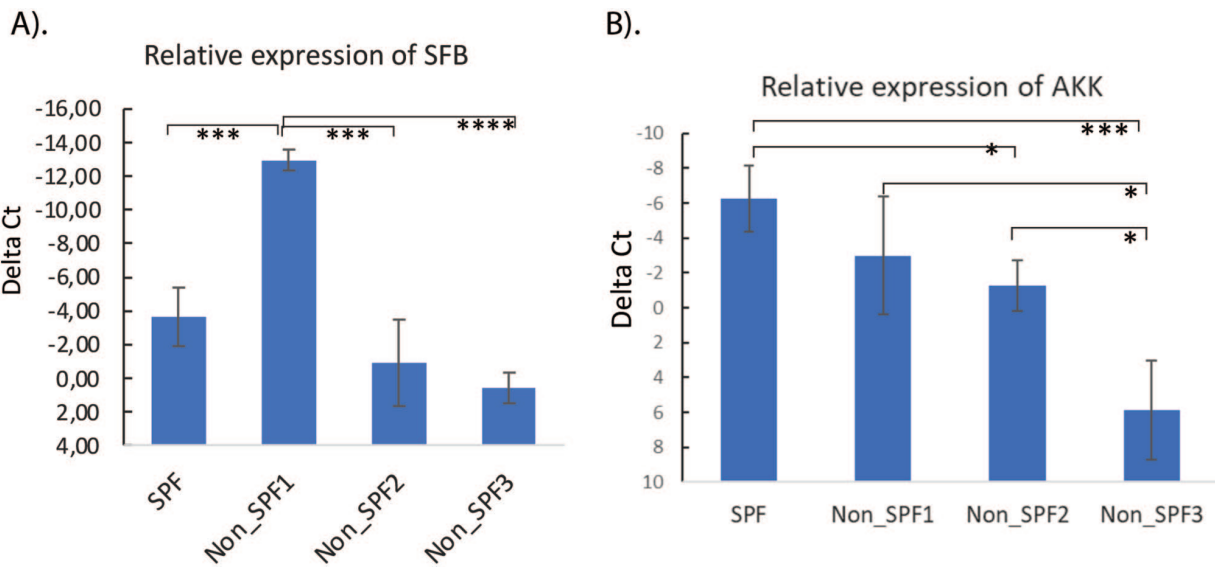 A).
Relative expression of SFB
Delta Ct
-16,00
-14,00
-12,00
-10,00
-8,00
-6,00
-4,00
-2,00
0,00
2,00
4,00
*** *** ****
SPF Non_SPF1 Non_SPF2 Non_SPF3
B).
Relative expression of AKK
Delta Ct
-10
-8
-6
-4
-2
0
2
4
6
8
10
***
*
*
*
SPF Non_SPF1 Non_SPF2 Non_SPF3